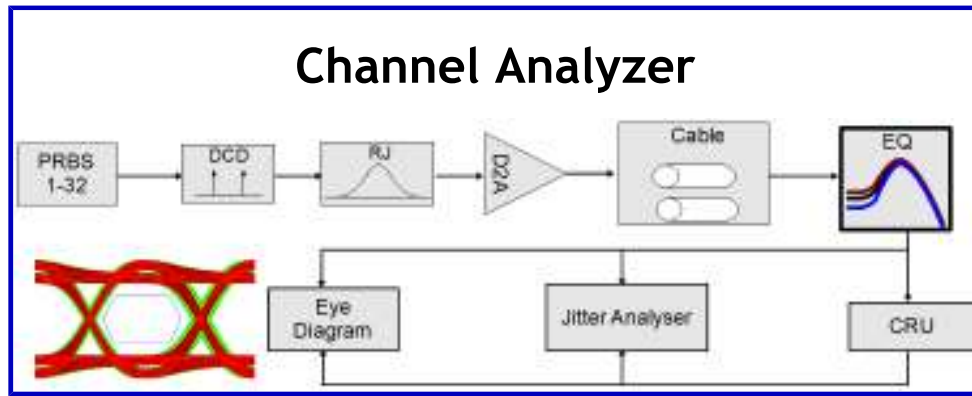 Channel Analyzer
PRBS
1-32
DCD
RJ
D2A
Cable
EQ
Eye
Diagram
Jitter Analyser
CRU